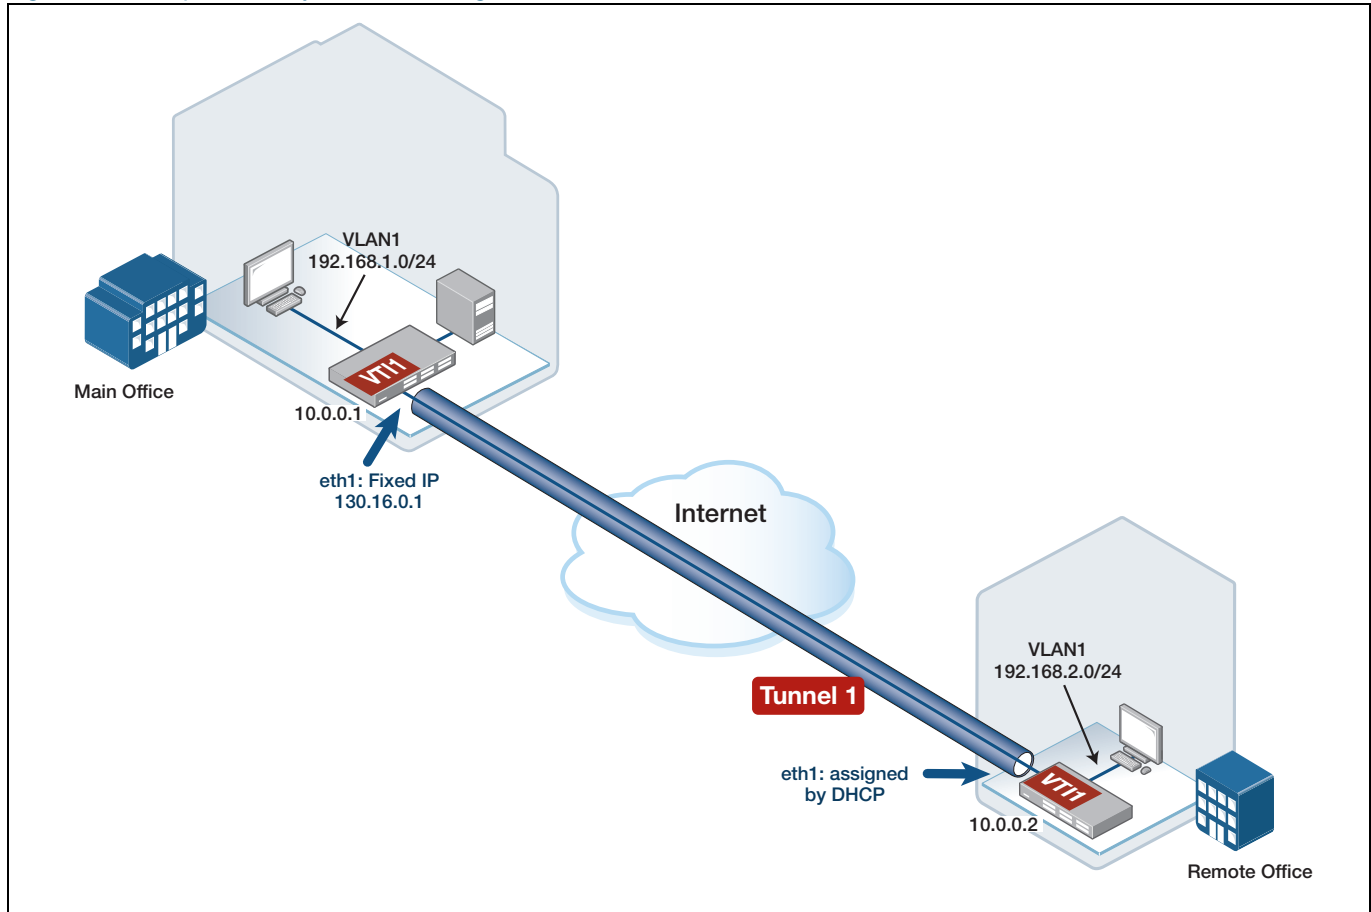 VLAN1
192.168.1.0/24
VTI1
Main Office
10.0.0.1
eth1: Fixed IP
130.16.0.1
Internet
VLAN1
192.168.2.0/24
Tunnel 1
eth1: assigned
by DHCP
VTI1
10.0.0.2
Remote Office